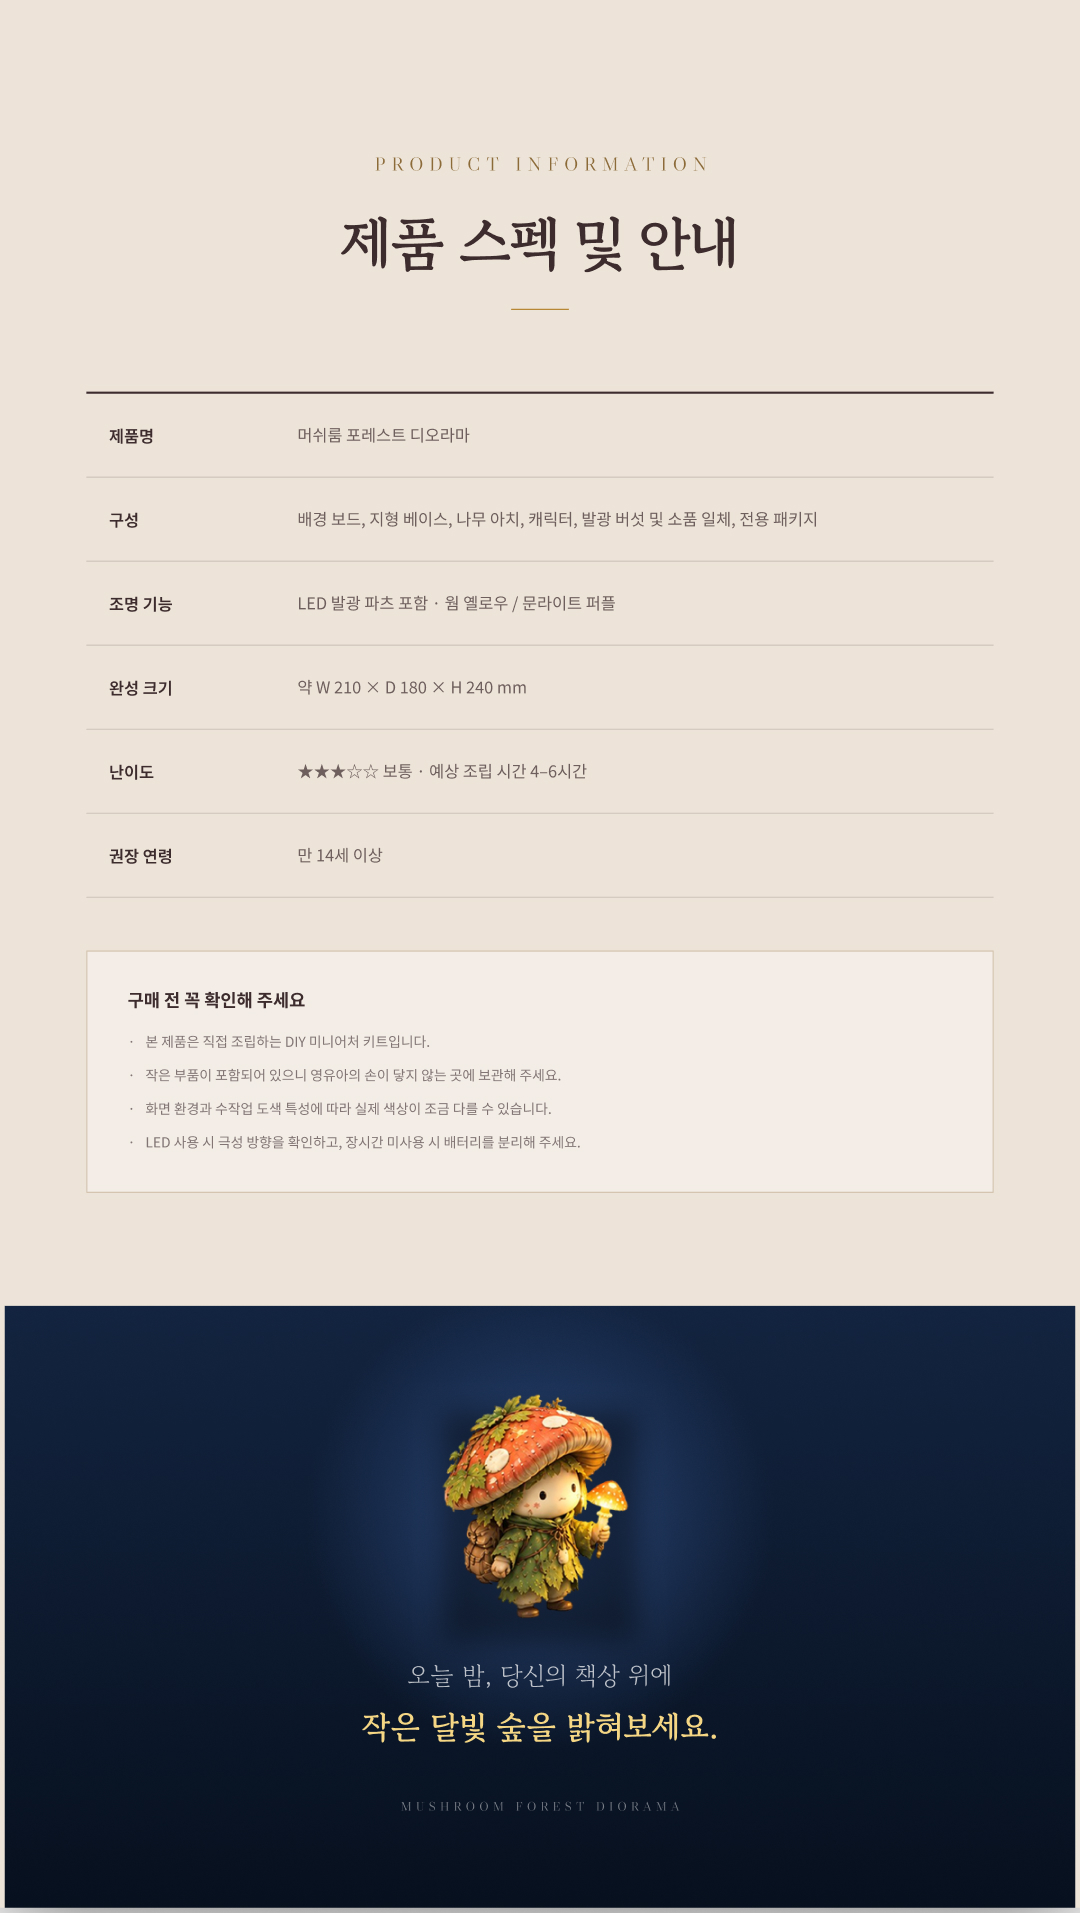 PRODUCT INFORMATION
제품 스펙 및 안내
제품명 머쉬룸 포레스트 디오라마
구성 배경 보드, 지형 베이스, 나무 아치, 캐릭터, 발광 버섯 및 소품 일체, 전용 패키지
조명 기능 LED 발광 파츠 포함 · 웜 옐로우 / 문라이트 퍼플
완성 크기 약 W 210 × D 180 × H 240 mm
난이도 ★★★☆☆ 보통 · 예상 조립 시간 4–6시간
권장 연령 만 14세 이상
구매 전 꼭 확인해 주세요
· 본 제품은 직접 조립하는 DIY 미니어처 키트입니다.
· 작은 부품이 포함되어 있으니 영유아의 손이 닿지 않는 곳에 보관해 주세요.
· 화면 환경과 수작업 도색 특성에 따라 실제 색상이 조금 다를 수 있습니다.
· LED 사용 시 극성 방향을 확인하고, 장시간 미사용 시 배터리를 분리해 주세요.
오늘 밤, 당신의 책상 위에
작은 달빛 숲을 밝혀보세요.
MUSHROOM FOREST DIORAMA